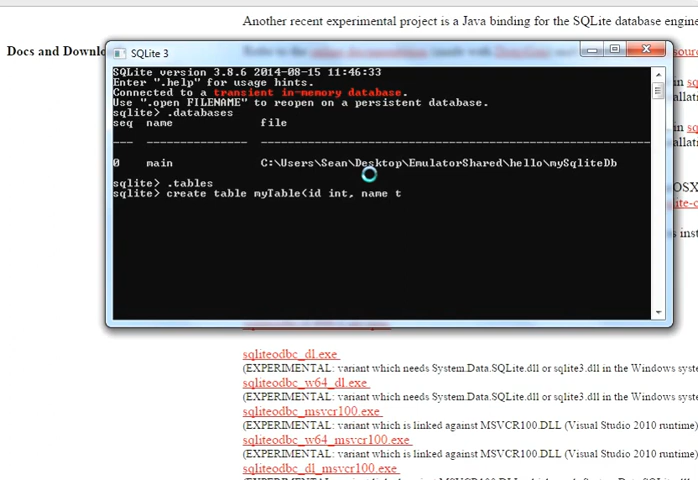 Another recent experimental project is a Java binding for the SQLite database engin
Docs and Downlo
SQLite 3
SQLite version 3.8.6 2014-08-15 11:46:33
Enter ".help" for usage hints.
Connected to a transient in-memory database.
Use ".open FILENAME" to reopen on a persistent database.
sqlite> .databases
seq name file
--- --------------- ----------------------------------------------------------
0 main C:\Users\Sean\Desktop\EmulatorShared\hello\mySqliteDb
sqlite> .tables
sqlite> create table myTable(id int, name t
sqliteodbc_dl.exe
(EXPERIMENTAL: variant which needs System.Data.SQLite.dll or sqlite3.dll in the Windows syste
sqliteodbc_w64_dl.exe
(EXPERIMENTAL: variant which needs System.Data.SQLite.dll or sqlite3.dll in the Windows syste
sqliteodbc_msvcr100.exe
(EXPERIMENTAL: variant which is linked against MSVCR100.DLL (Visual Studio 2010 runtime)
sqliteodbc_w64_msvcr100.exe
(EXPERIMENTAL: variant which is linked against MSVCR100.DLL (Visual Studio 2010 runtime)
sqliteodbc_dl_msvcr100.exe